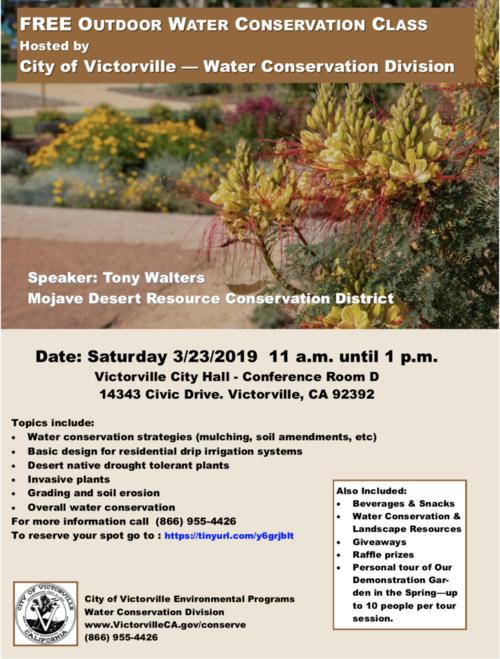 FREE OUTDOOR WATER CONSERVATION CLASS
Hosted by
City of Victorville — Water Conservation Division
Speaker: Tony Walters
Mojave Desert Resource Conservation District
Date: Saturday 3/23/2019  11 a.m. until 1 p.m.
Victorville City Hall - Conference Room D
14343 Civic Drive. Victorville, CA 92392
Topics include:
• Water conservation strategies (mulching, soil amendments, etc)
• Basic design for residential drip irrigation systems
• Desert native drought tolerant plants
• Invasive plants
• Grading and soil erosion
• Overall water conservation
For more information call  (866) 955-4426
To reserve your spot go to : https://tinyurl.com/y6grjblt
Also Included:
• Beverages & Snacks
• Water Conservation &
Landscape Resources
• Giveaways
• Raffle prizes
• Personal tour of Our
Demonstration Gar-
den in the Spring—up
to 10 people per tour
session.
CITY OF VICTORVILLE
CALIFORNIA
City of Victorville Environmental Programs
Water Conservation Division
www.VictorvilleCA.gov/conserve
(866) 955-4426